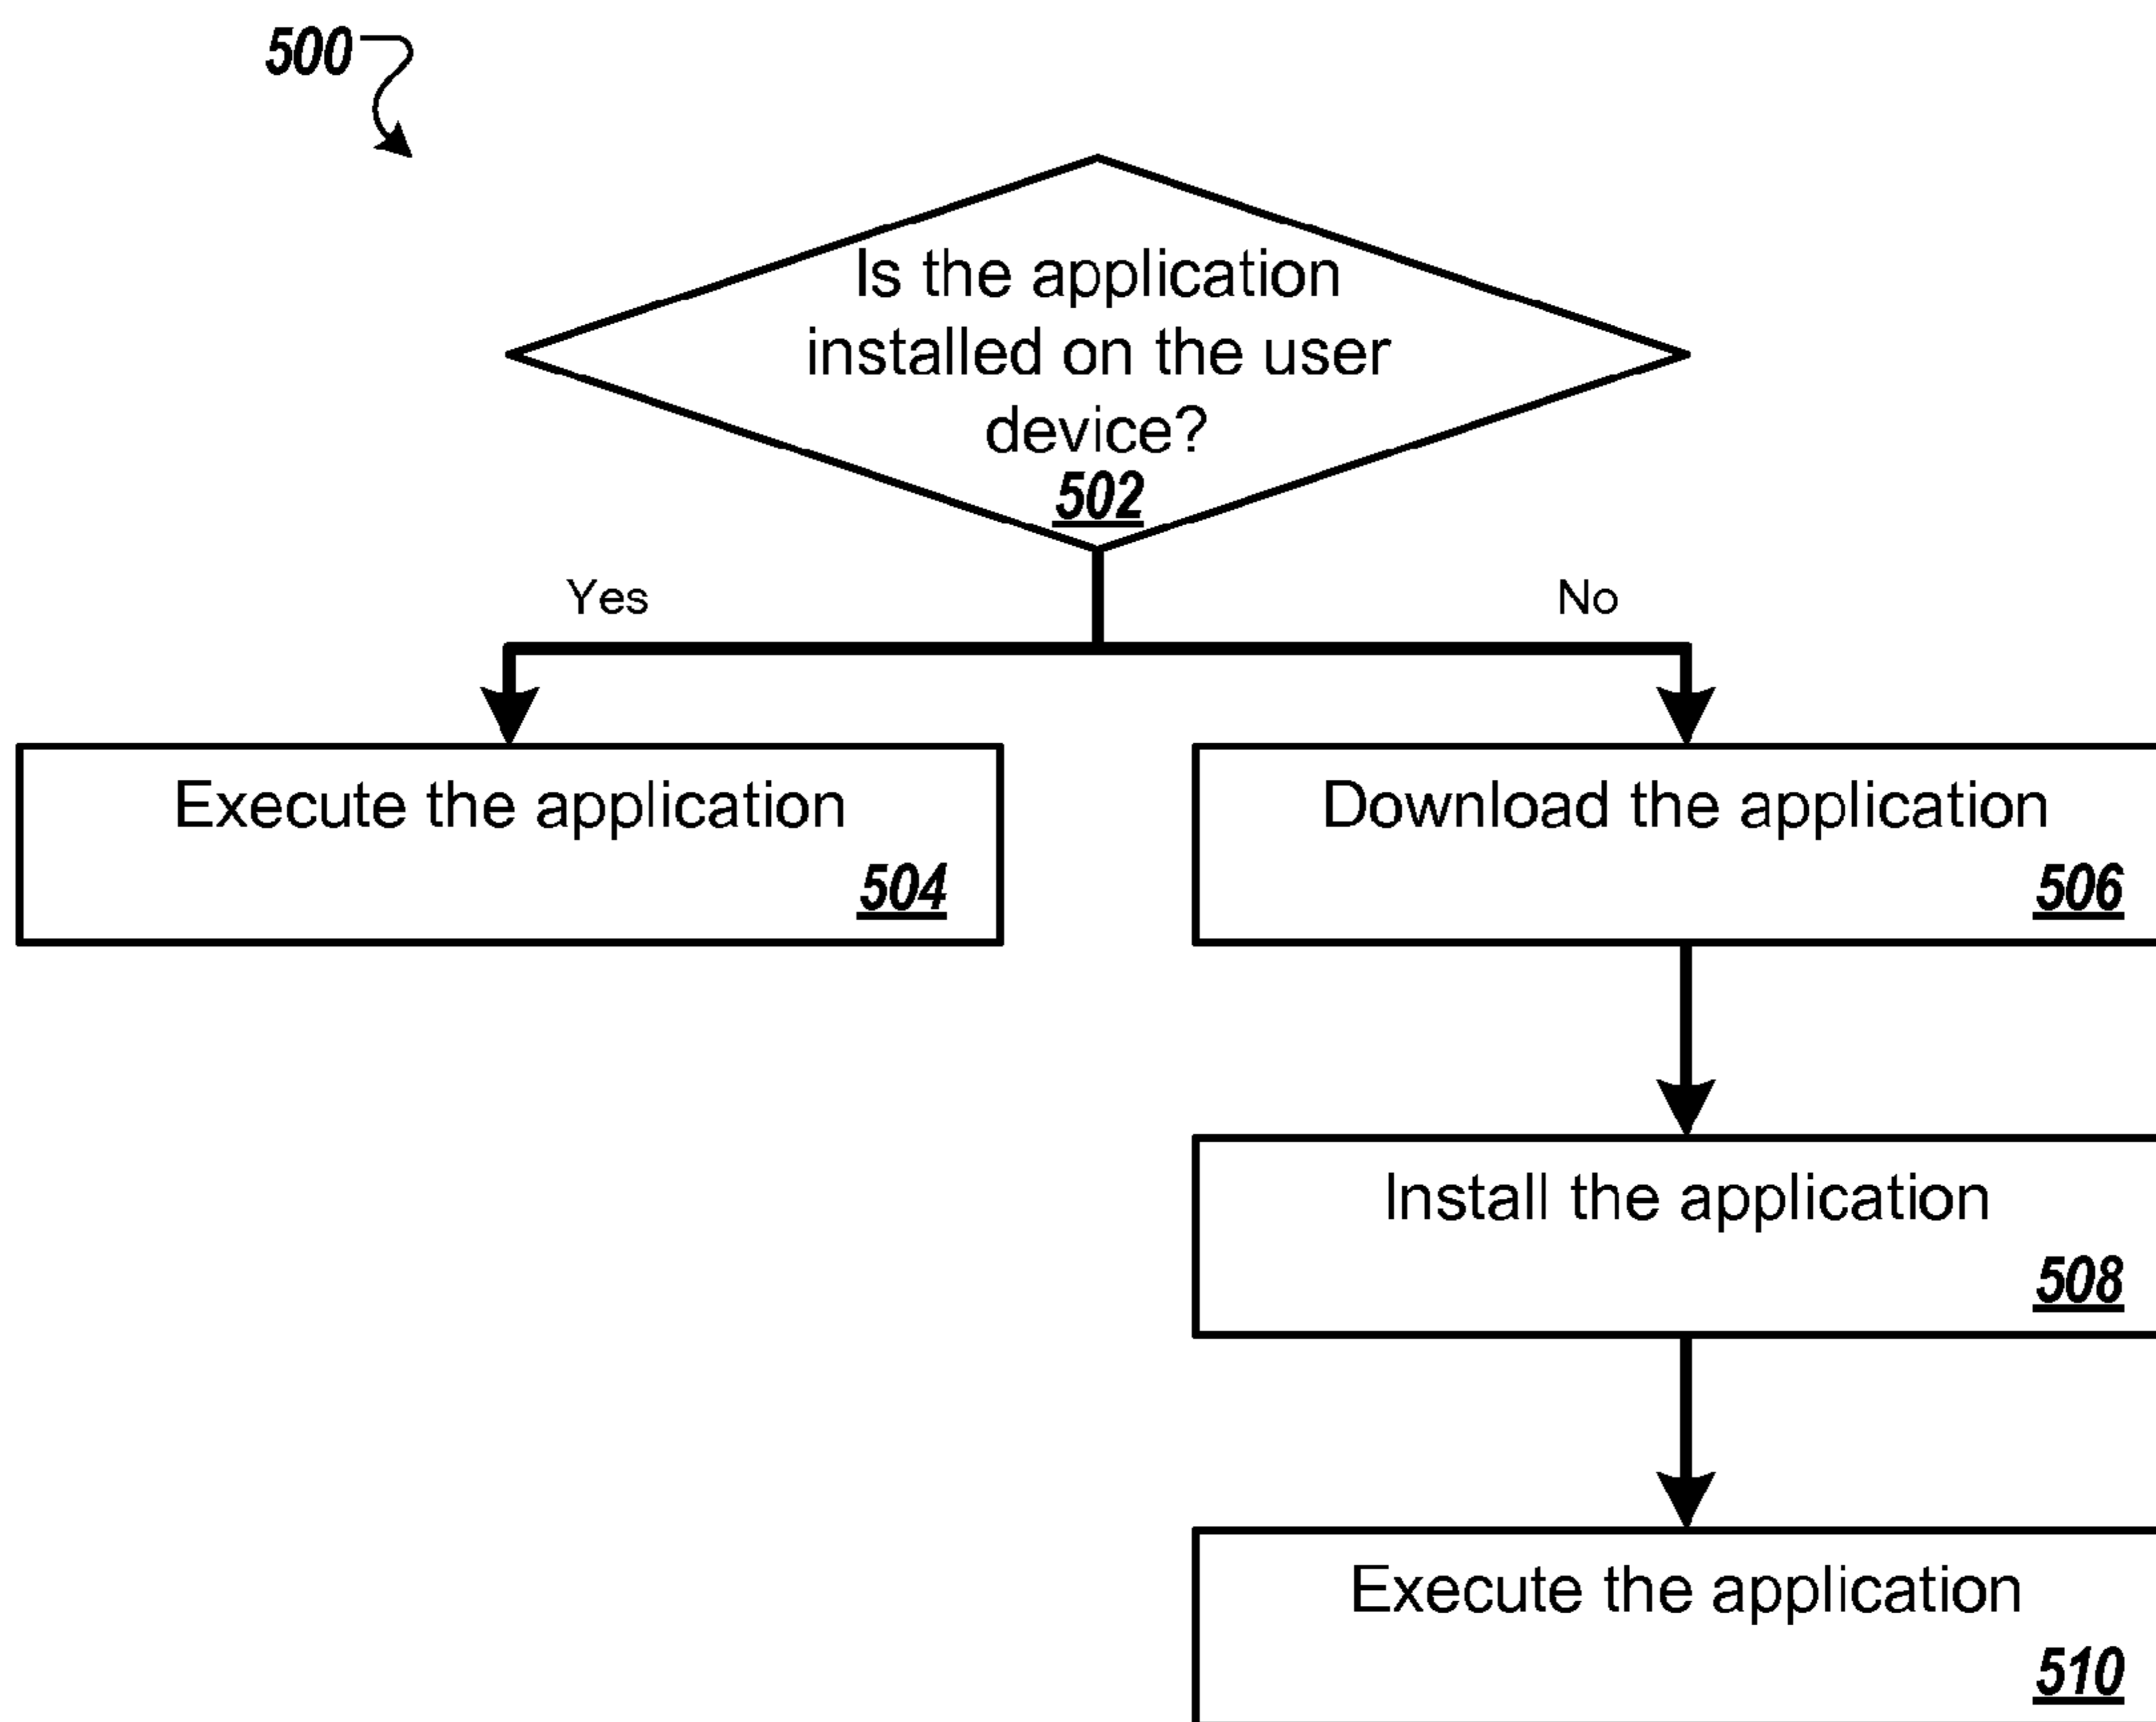 500
Is the application
installed on the user
device?
502
Yes
No
Execute the application
504
Download the application
506
Install the application
508
Execute the application
510